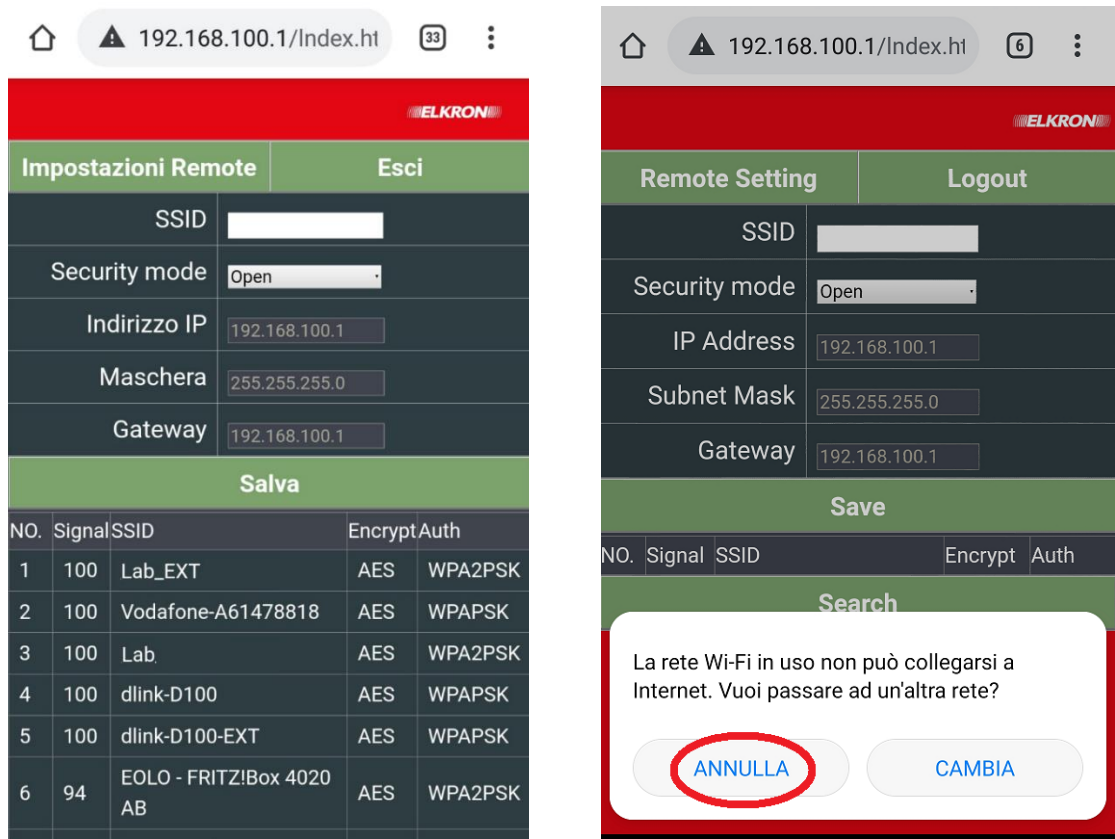 192.168.100.1/Index.ht
33
ELKRON
Impostazioni Remote
Esci
SSID
Security mode
Open
Indirizzo IP
192.168.100.1
Maschera
255.255.255.0
Gateway
192.168.100.1
Salva
NO. Signal SSID Encrypt Auth
1 100 Lab_EXT AES WPA2PSK
2 100 Vodafone-A61478818 AES WPAPSK
3 100 Lab AES WPA2PSK
4 100 dlink-D100 AES WPAPSK
5 100 dlink-D100-EXT AES WPAPSK
6 94 EOLO - FRITZ!Box 4020 AES WPA2PSK
AB
192.168.100.1/Index.ht
6
ELKRON
Remote Setting
Logout
SSID
Security mode
Open
IP Address
192.168.100.1
Subnet Mask
255.255.255.0
Gateway
192.168.100.1
Save
NO. Signal SSID Encrypt Auth
Search
La rete Wi-Fi in uso non può collegarsi a
Internet. Vuoi passare ad un'altra rete?
ANNULLA
CAMBIA